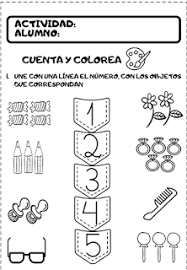 ACTIVIDAD:
ALUMNO:
CUENTA Y COLOREA
1. UNE CON UNA LÍNEA EL NÚMERO, CON LOS OBJETOS
QUE CORRESPONDAN
1
2
3
4
5